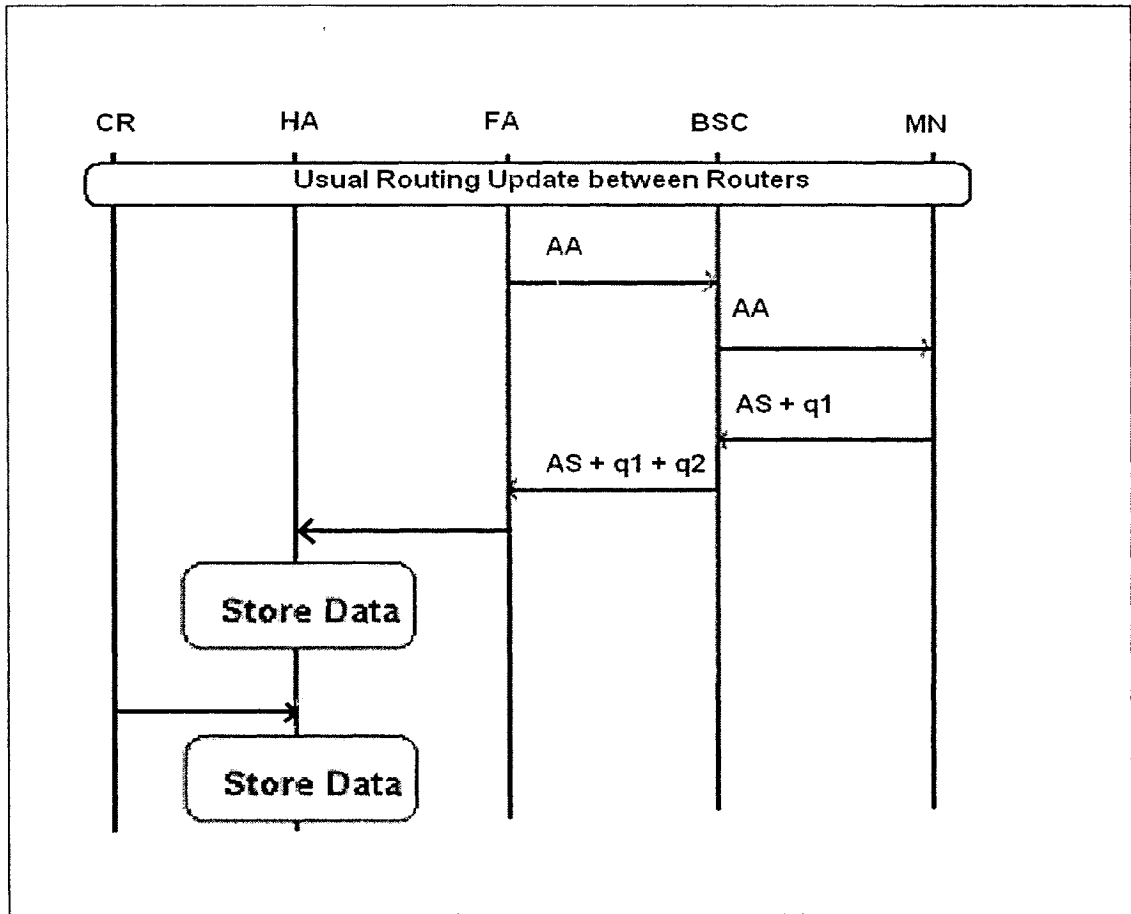 CR HA FA BSC MN
Usual Routing Update between Routers
AA
AA
AS + q1
AS + q1 + q2
Store Data
Store Data